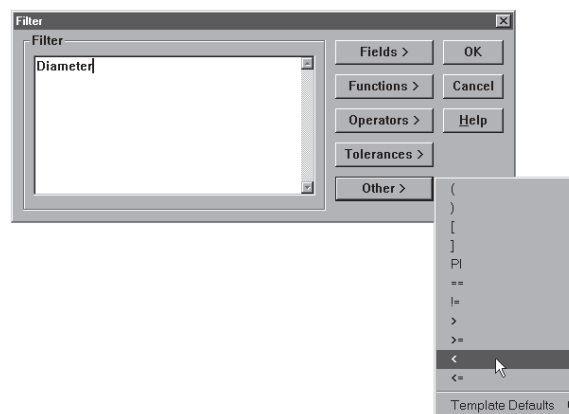 Filter
Filter
Diameter
Fields >
OK
Functions >
Cancel
Operators >
Help
Tolerances >
Other >
(
)
[
]
PI
==
!=
>
>=
<
<=
Template Defaults